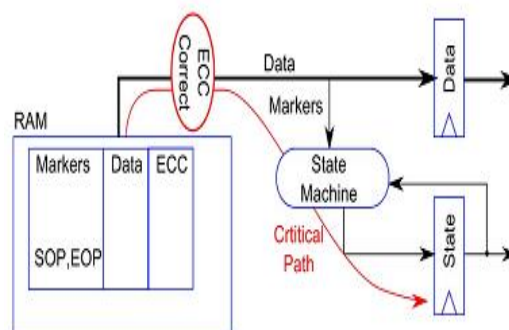 ECC
Correct
Data
Data
Markers
RAM
Markers
Data
ECC
State
Machine
SOP,EOP
Crtitical
Path
State